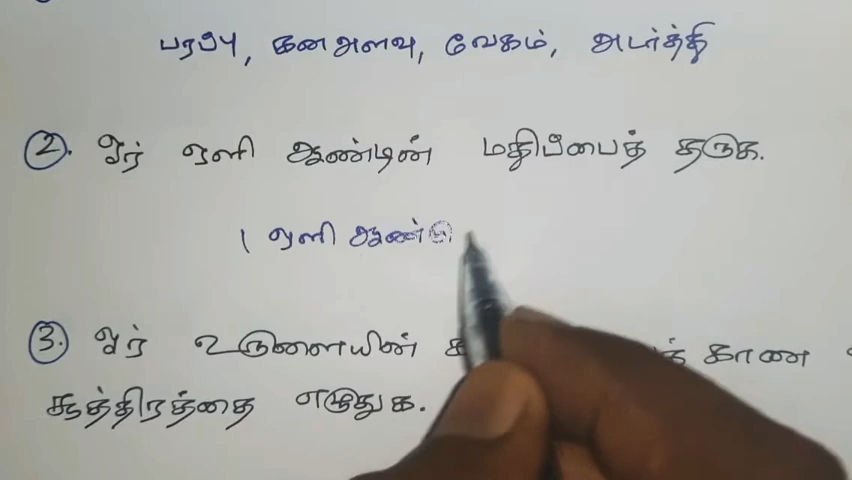 பரப்பு, கனஅளவு, வேகம், அடர்த்தி
2. ஓர் ஒளி ஆண்டின் மதிப்பைத் தருக.
1 ஒளி ஆண்டு
3. ஓர் உருளையின் காண
சூத்திரத்தை எழுதுக.